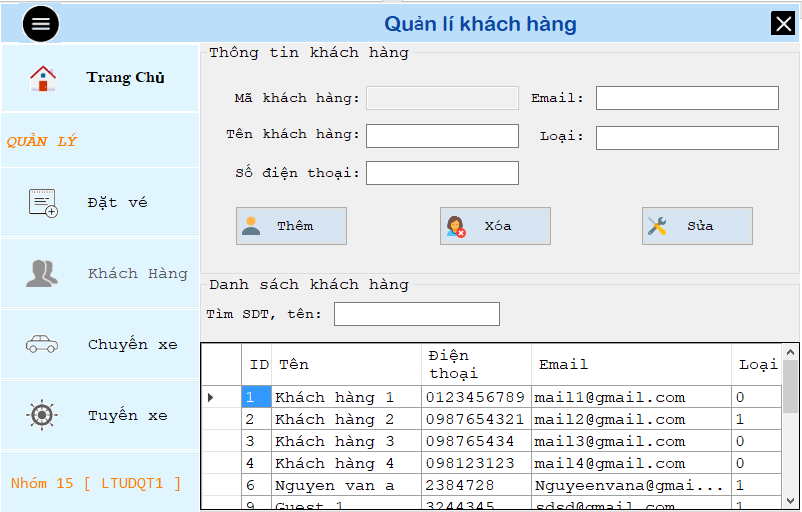 Quản lí khách hàng
Trang Chủ
QUẢN LÝ
Đặt vé
Khách Hàng
Chuyến xe
Tuyến xe
Nhóm 15 [ LTUDQT1 ]
Thông tin khách hàng
Mã khách hàng:
Email:
Tên khách hàng:
Loại:
Số điện thoại:
Thêm
Xóa
Sửa
Danh sách khách hàng
Tìm SDT, tên:
ID Tên Điện thoại Email Loại
1 Khách hàng 1 0123456789 mail1@gmail.com 0
2 Khách hàng 2 0987654321 mail2@gmail.com 1
3 Khách hàng 3 098765434 mail3@gmail.com 0
4 Khách hàng 4 098123123 mail4@gmail.com 0
6 Nguyen van a 2384728 Nguyeenvana@gmai... 1
9 Guest 1 3244345 sdsd@gmail.com 1